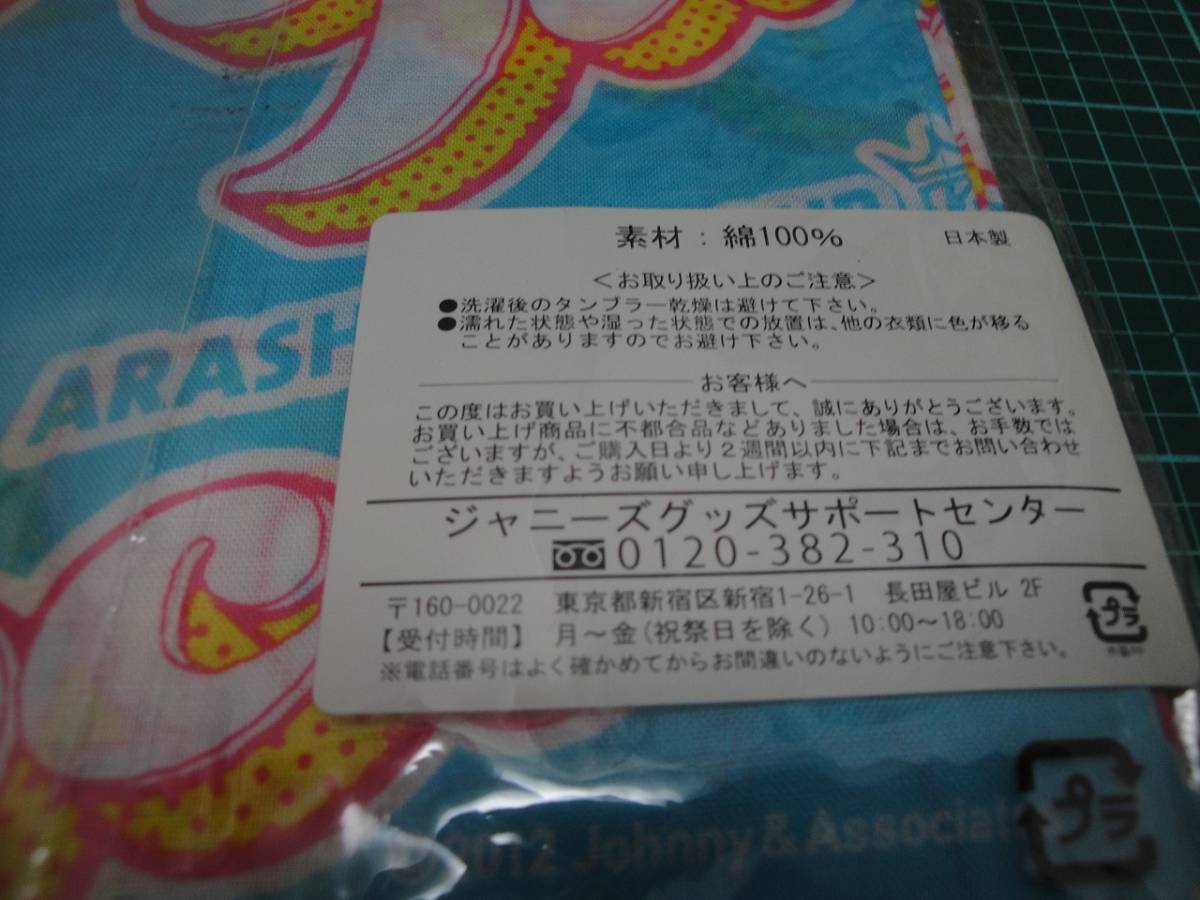 ARASH
素材：綿100%
日本製
＜お取り扱い上のご注意＞
●洗濯後のタンブラー乾燥は避けて下さい。
●濡れた状態や湿った状態での放置は、他の衣類に色が移る
ことがありますのでお避け下さい。
お客様へ
この度はお買い上げいただきまして、誠にありがとうございます。
お買い上げ商品に不都合品などありました場合は、お手数では
ございますが、ご購入日より２週間以内に下記までお問い合わせ
いただきますようお願い申し上げます。
ジャニーズグッズサポートセンター
0120-382-310
〒160-0022 東京都新宿区新宿1-26-1 長田屋ビル 2F
【受付時間】 月～金(祝祭日を除く) 10:00～18:00
※電話番号はよく確かめてからお間違いのないようにご注意下さい。
プラ
©2012 Johnny & Associat
プラ